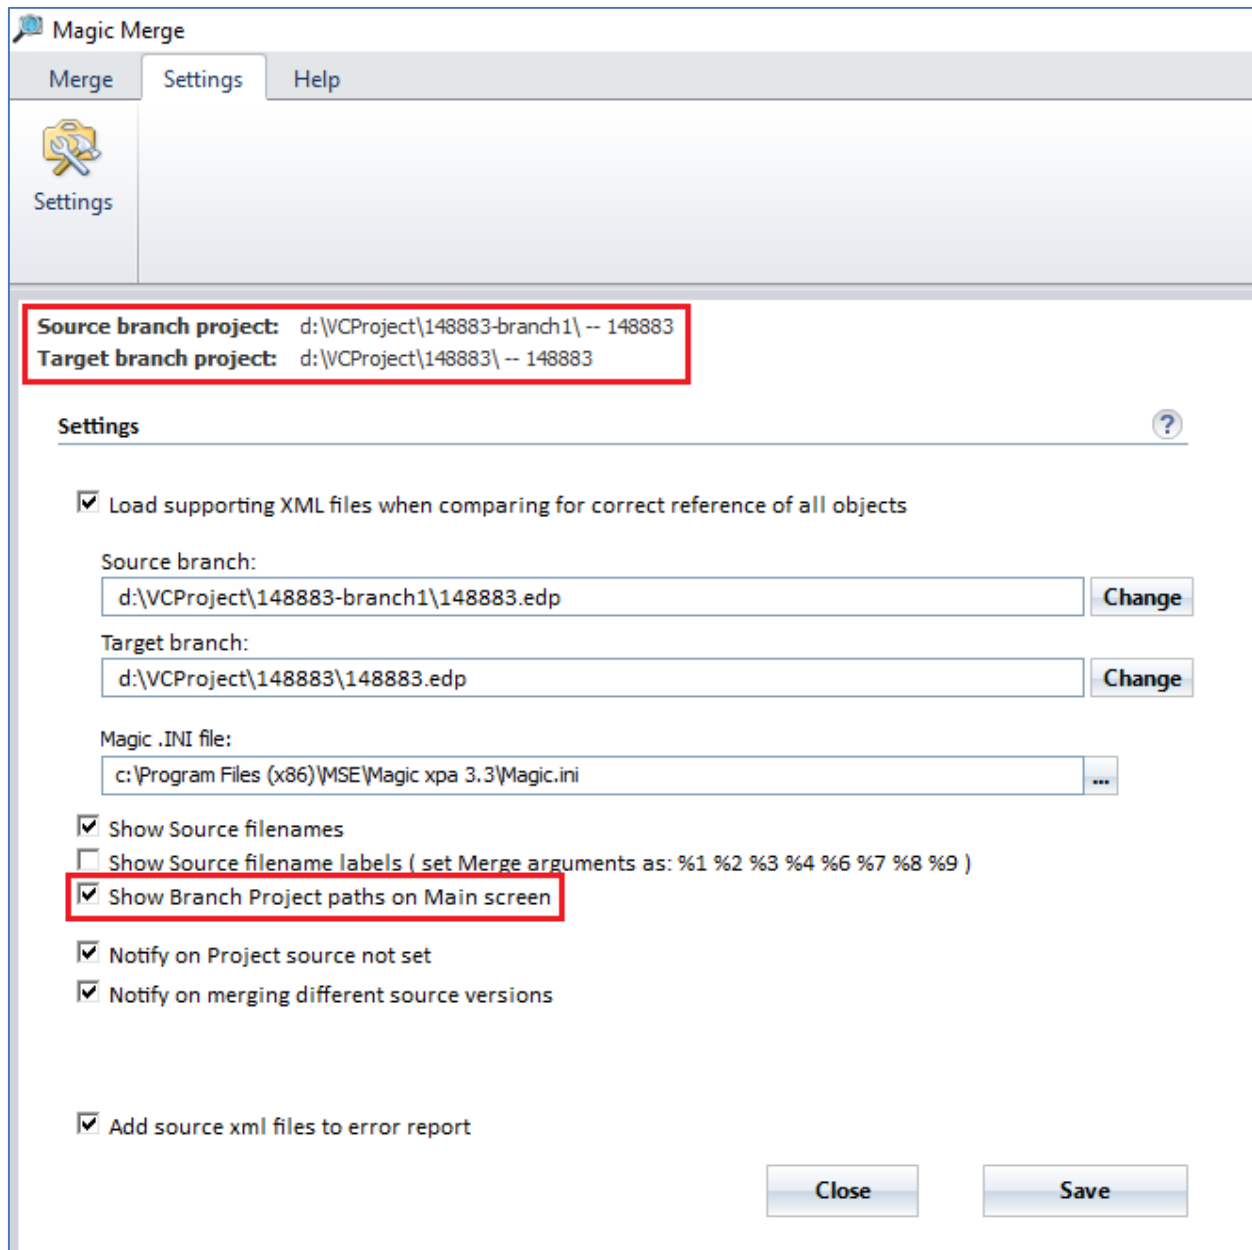 Magic Merge
Merge Settings Help
Settings
Source branch project: d:\VCProject\148883-branch1\ -- 148883
Target branch project: d:\VCProject\148883\ -- 148883
Settings ?
Load supporting XML files when comparing for correct reference of all objects
Source branch:
d:\VCProject\148883-branch1\148883.edp Change
Target branch:
d:\VCProject\148883\148883.edp Change
Magic .INI file:
c:\Program Files (x86)\MSE\Magic xpa 3.3\Magic.ini ...
Show Source filenames
Show Source filename labels ( set Merge arguments as: %1 %2 %3 %4 %6 %7 %8 %9 )
Show Branch Project paths on Main screen
Notify on Project source not set
Notify on merging different source versions
Add source xml files to error report
Close Save